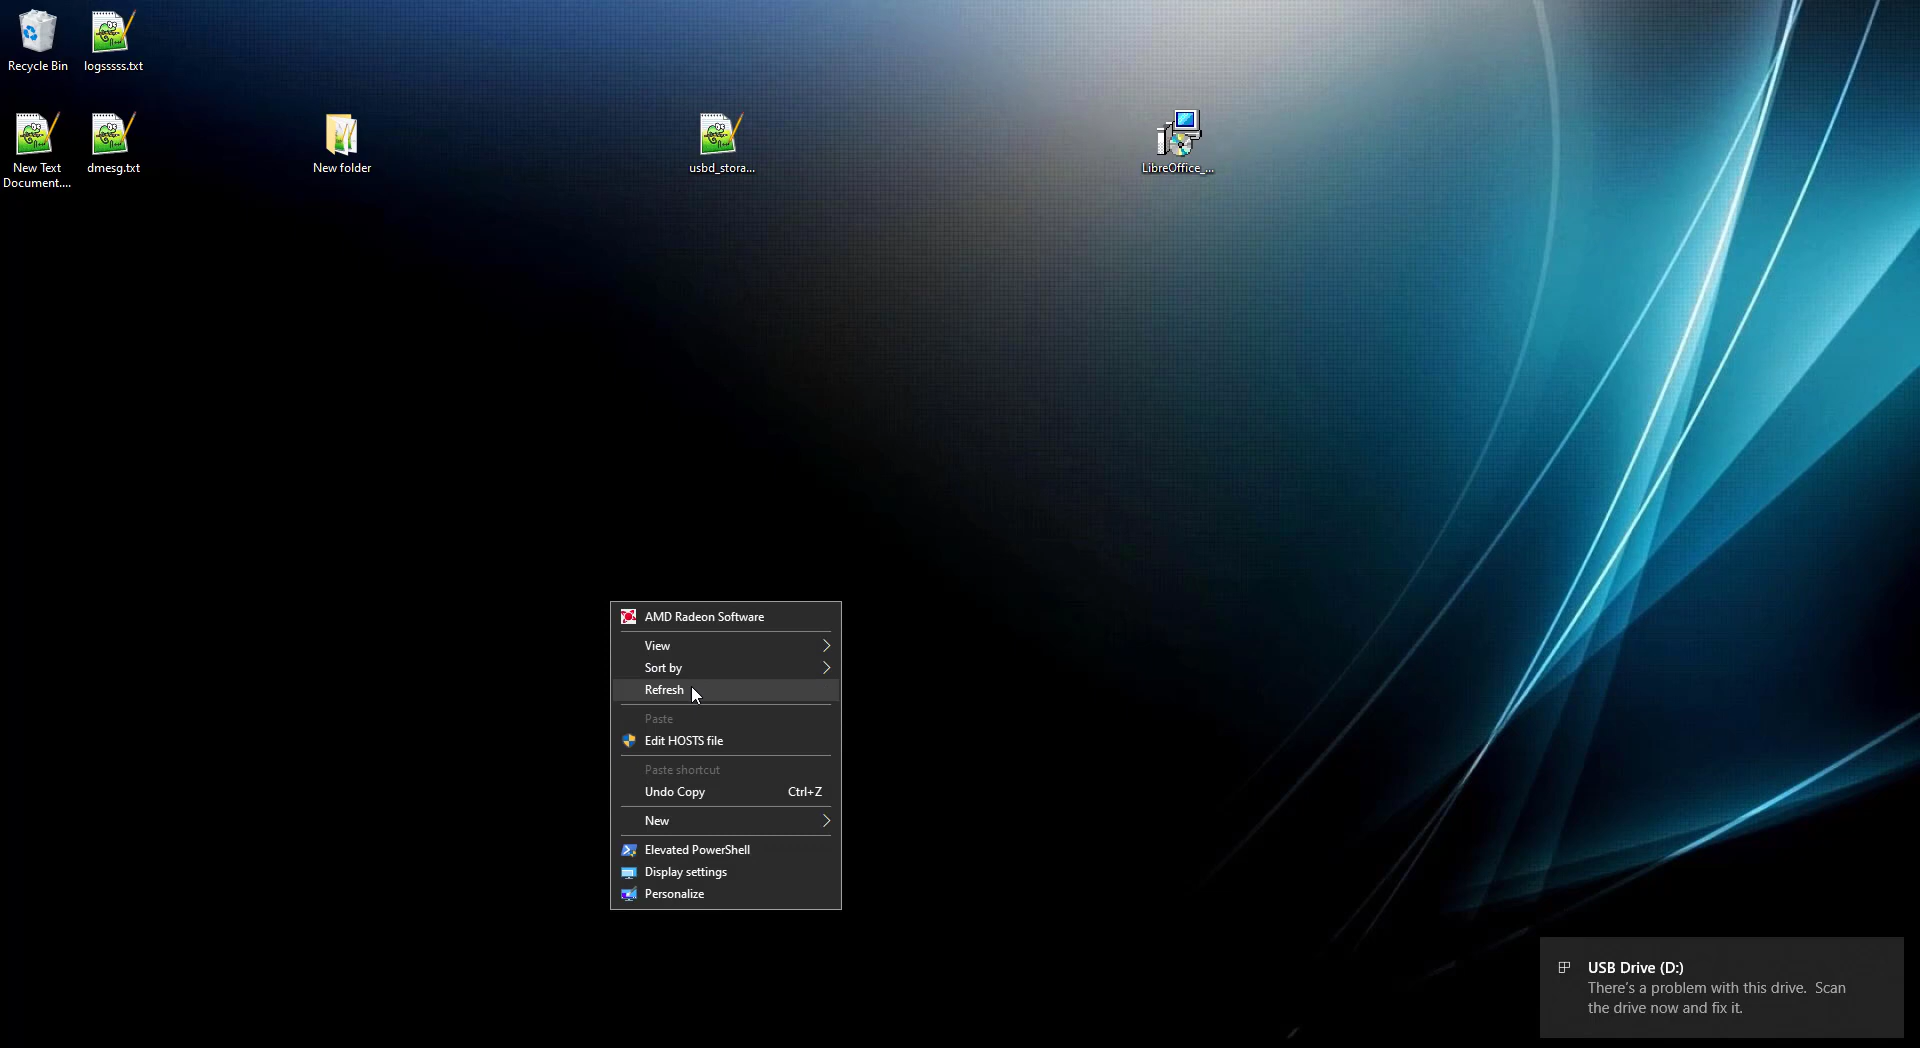 Recycle Bin
logsssss.txt
New Text
Document....
dmesg.txt
New folder
usbd_stora...
LibreOffice_...
AMD Radeon Software
View
Sort by
Refresh
Paste
Edit HOSTS file
Paste shortcut
Undo Copy Ctrl+Z
New
Elevated PowerShell
Display settings
Personalize
USB Drive (D:)
There's a problem with this drive. Scan
the drive now and fix it.